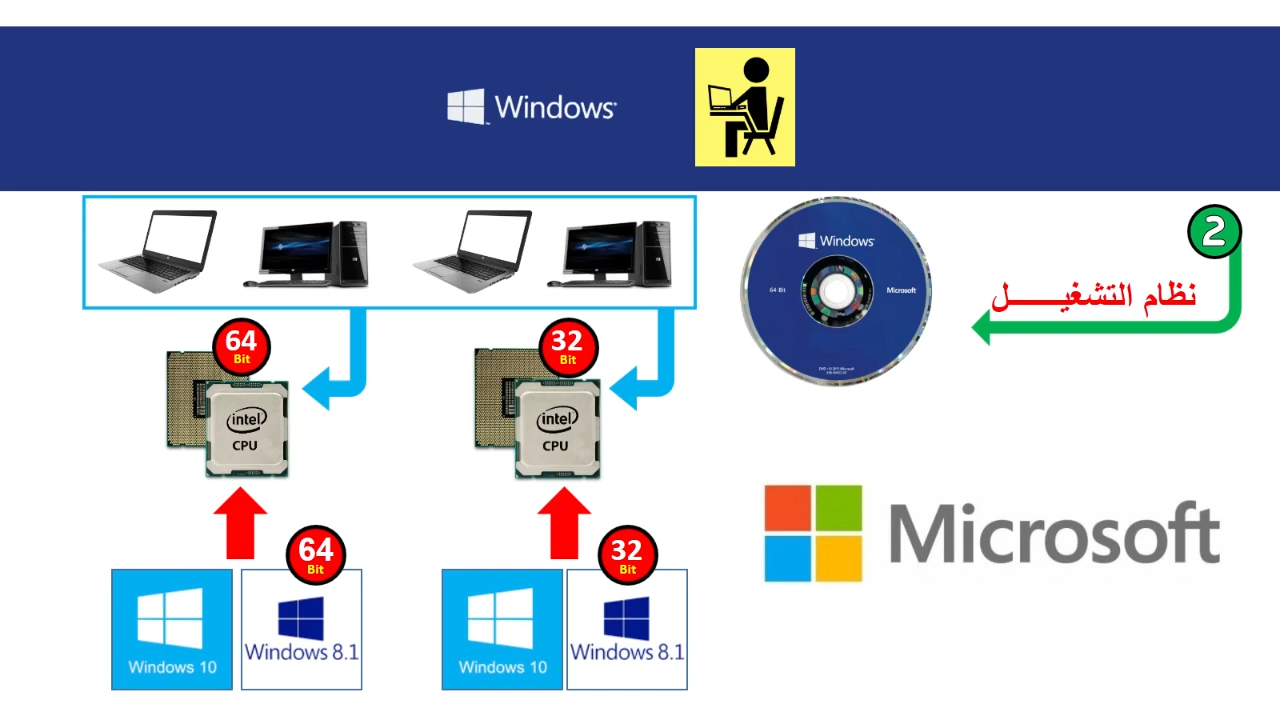 Windows
2
نظام التشغيـــــــل
Windows
64-Bit
Microsoft
64
Bit
32
Bit
intel
CPU
intel
CPU
64
Bit
32
Bit
Windows 10
Windows 8.1
Windows 10
Windows 8.1
Microsoft